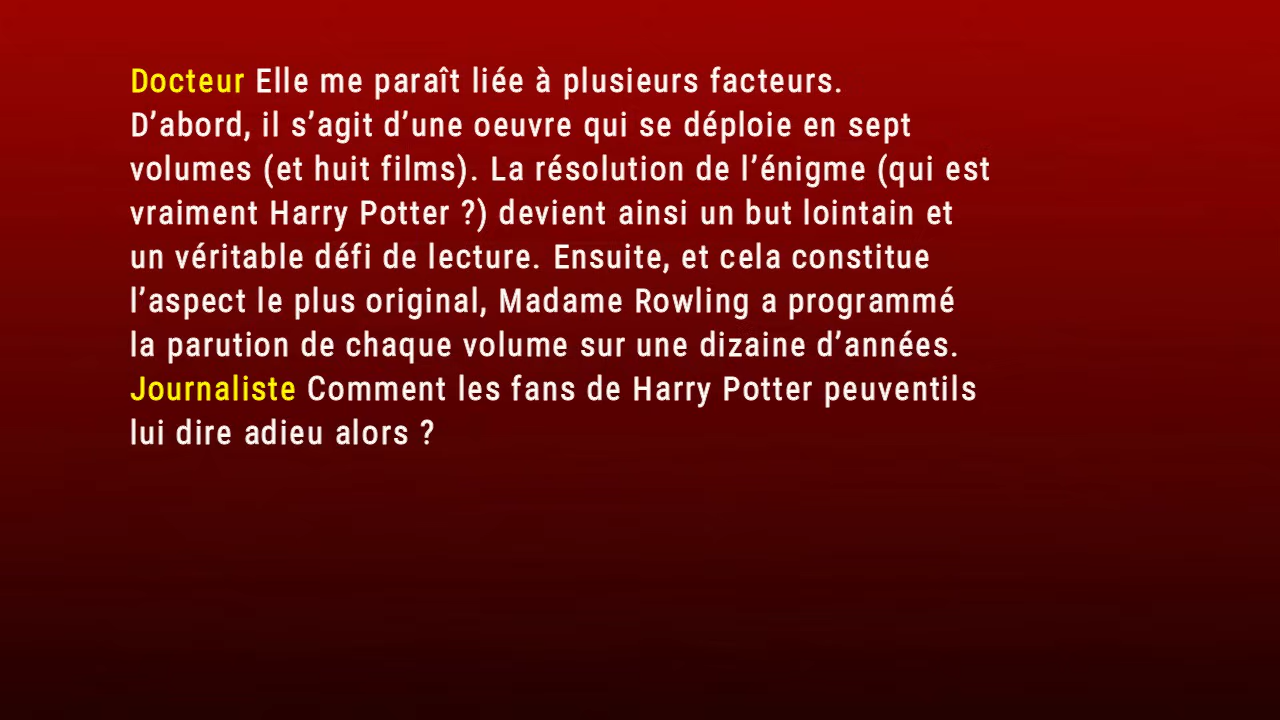 Docteur Elle me paraît liée à plusieurs facteurs.
D’abord, il s’agit d’une oeuvre qui se déploie en sept
volumes (et huit films). La résolution de l’énigme (qui est
vraiment Harry Potter ?) devient ainsi un but lointain et
un véritable défi de lecture. Ensuite, et cela constitue
l’aspect le plus original, Madame Rowling a programmé
la parution de chaque volume sur une dizaine d’années.
Journaliste Comment les fans de Harry Potter peuventils
lui dire adieu alors ?